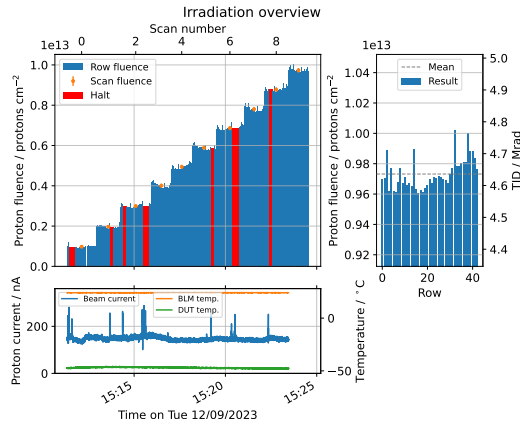 Irradiation overview
Scan number
0 2 4 6 8
1e13
Proton fluence / protons cm⁻²
1.0
0.8
0.6
0.4
0.2
0.0
Row fluence
Scan fluence
Halt
1e13
Proton fluence / protons cm⁻²
1.04
1.02
1.00
0.98
0.96
0.94
0.92
Mean
Result
5.0
4.9
4.8
4.7
4.6
4.5
4.4
TID / Mrad
0 20 40
Row
Proton current / nA
200
0
Beam current
BLM temp.
DUT temp.
0
−50
Temperature / °C
15:15 15:20 15:25
Time on Tue 12/09/2023